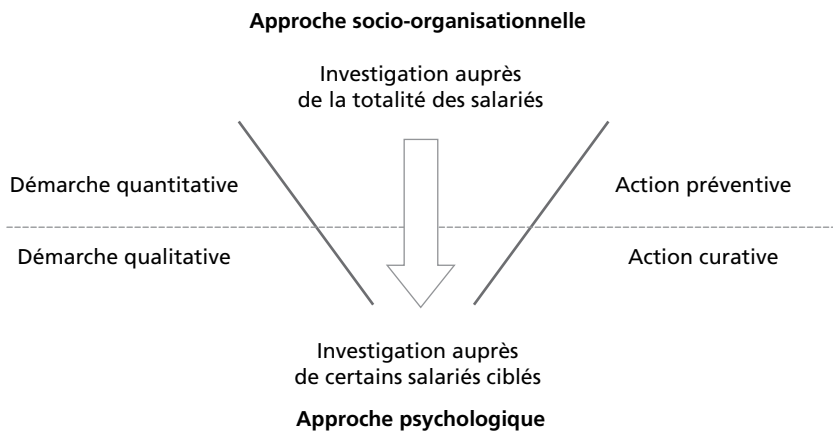 Approche socio-organisationnelle
Investigation auprès
de la totalité des salariés
Démarche quantitative
Action préventive
Démarche qualitative
Action curative
Investigation auprès
de certains salariés ciblés
Approche psychologique